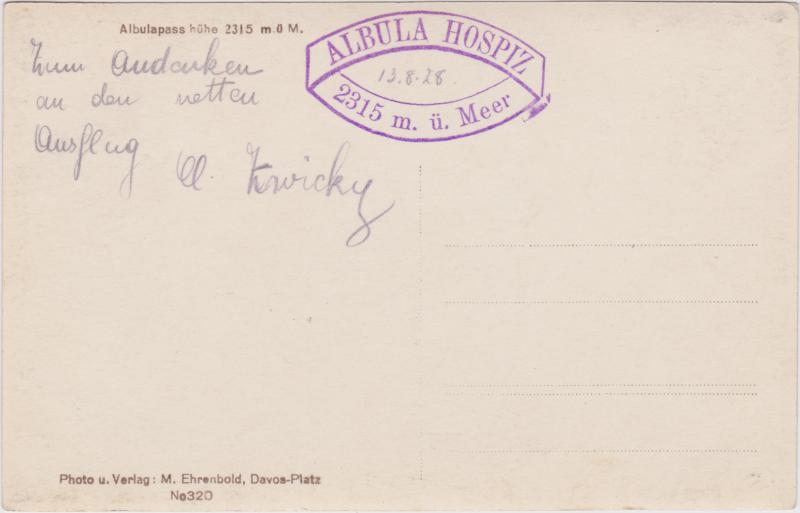 Albulapass höhe 2315 m ü M.
ALBULA HOSPIZ
13.8.28.
2315 m. ü. Meer
Zum Andenken
an den netten
Ausflug
Zwicky
Photo u. Verlag: M. Ehrenbold, Davos-Platz
No320